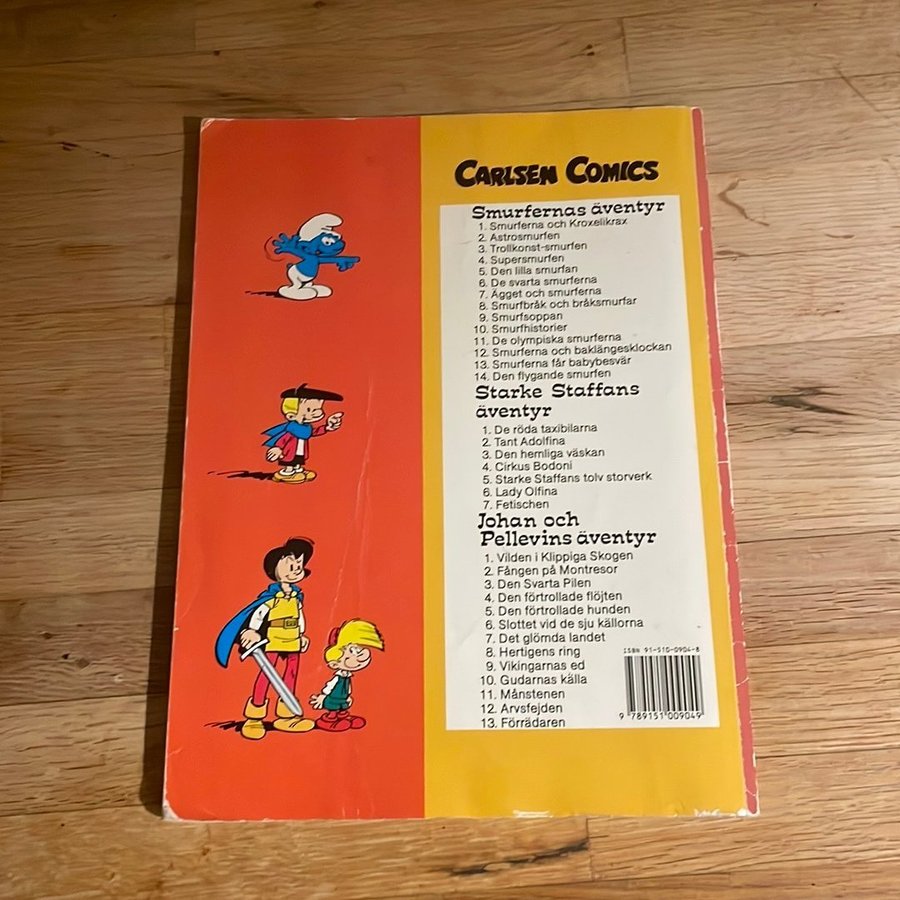 CARLSEN COMICS
Smurfernas äventyr
1. Smurferna och Kroxelikrax
2. Astrosmurfen
3. Trollkonst-smurfen
4. Supersmurfen
5. Den lilla smurfan
6. De svarta smurferna
7. Ägget och smurferna
8. Smurfbråk och bråksmurfar
9. Smurfsoppan
10. Smurfhistorier
11. De olympiska smurferna
12. Smurferna och baklängesklockan
13. Smurferna får babybesvär
14. Den flygande smurfen
Starke Staffans
äventyr
1. De röda taxibilarna
2. Tant Adolfina
3. Den hemliga väskan
4. Cirkus Bodoni
5. Starke Staffans tolv storverk
6. Lady Olfina
7. Fetischen
Johan och
Pellevins äventyr
1. Vilden i Klippiga Skogen
2. Fången på Montresor
3. Den Svarta Pilen
4. Den förtrollade flöjten
5. Den förtrollade hunden
6. Slottet vid de sju källorna
7. Det glömda landet
8. Hertigens ring
9. Vikingarnas ed
10. Gudarnas källa
11. Månstenen
12. Arvsfejden
13. Förrädaren
ISBN 91-510-0904-8
9 789151 009049